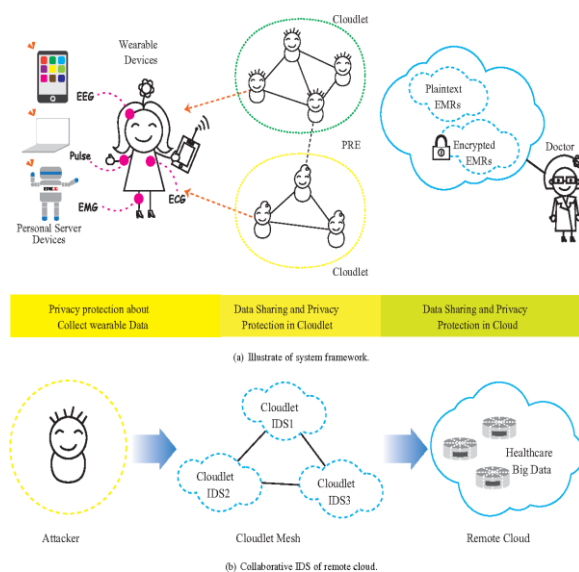 Cloudlet
Wearable
Devices
EEG
Plaintext
EMRs
PRE
Encrypted
EMRs
Doctor
Pulse
ECG
EMG
Personal Server
Devices
Cloudlet
Privacy protection about
Collect wearable Data
Data Sharing and Privacy
Protection in Cloudlet
Data Sharing and Privacy
Protection in Cloud
(a) Illustrate of system framework.
Cloudlet
IDS1
Cloudlet
IDS2
Cloudlet
IDS3
Healthcare
Big Data
Attacker
Cloudlet Mesh
Remote Cloud
(b) Collaborative IDS of remote cloud.